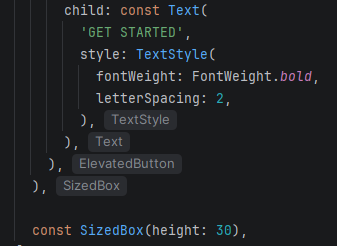 child: const Text(
'GET STARTED',
style: TextStyle(
fontWeight: FontWeight.bold,
letterSpacing: 2,
), TextStyle
), Text
), ElevatedButton
), SizedBox
const SizedBox(height: 30),